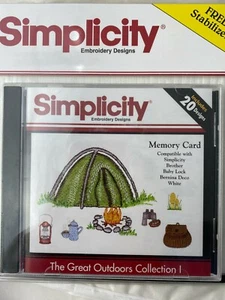 Simplicity®
Embroidery Designs
FREE
Stabilizer
Simplicity®
Embroidery Designs
Includes
20 Designs
Memory Card
Compatible with
Simplicity
Brother
Baby Lock
Bernina Deco
White
The Great Outdoors Collection I